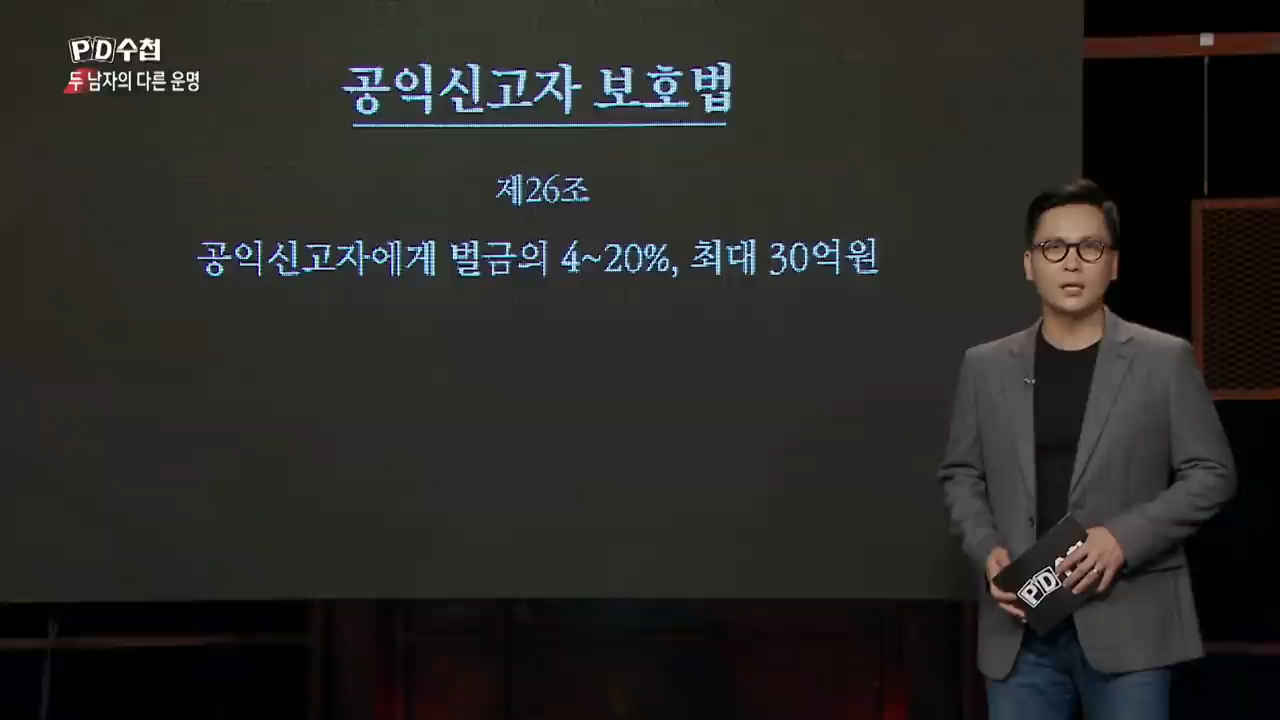 PD수첩
두 남자의 다른 운명
공익신고자 보호법
제26조
공익신고자에게 벌금의 4~20%, 최대 30억원
PD